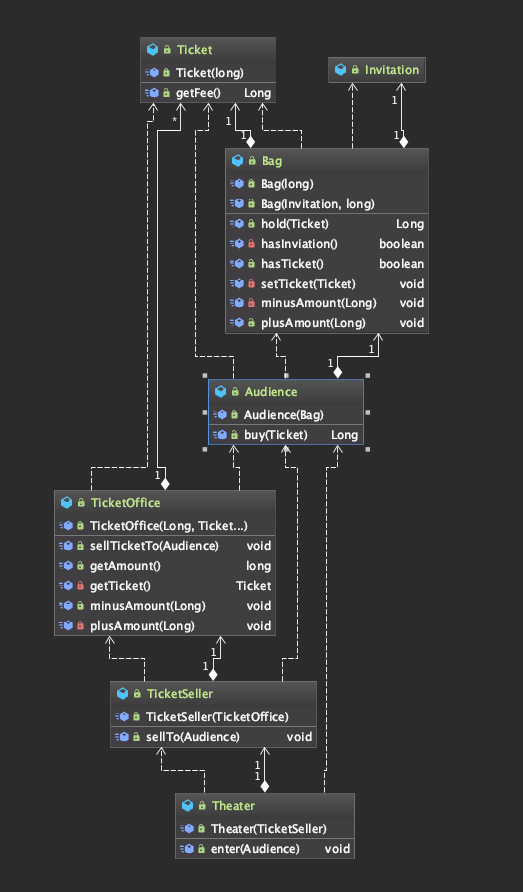 Ticket
Ticket(long)
getFee() Long
Invitation
* 1 1
Bag
Bag(long)
Bag(Invitation, long)
hold(Ticket) Long
hasInviation() boolean
hasTicket() boolean
setTicket(Ticket) void
minusAmount(Long) void
plusAmount(Long) void
1
1
Audience
Audience(Bag)
buy(Ticket) Long
1
TicketOffice
TicketOffice(Long, Ticket...)
sellTicketTo(Audience) void
getAmount() long
getTicket() Ticket
minusAmount(Long) void
plusAmount(Long) void
1
1
TicketSeller
TicketSeller(TicketOffice)
sellTo(Audience) void
1
1
Theater
Theater(TicketSeller)
enter(Audience) void